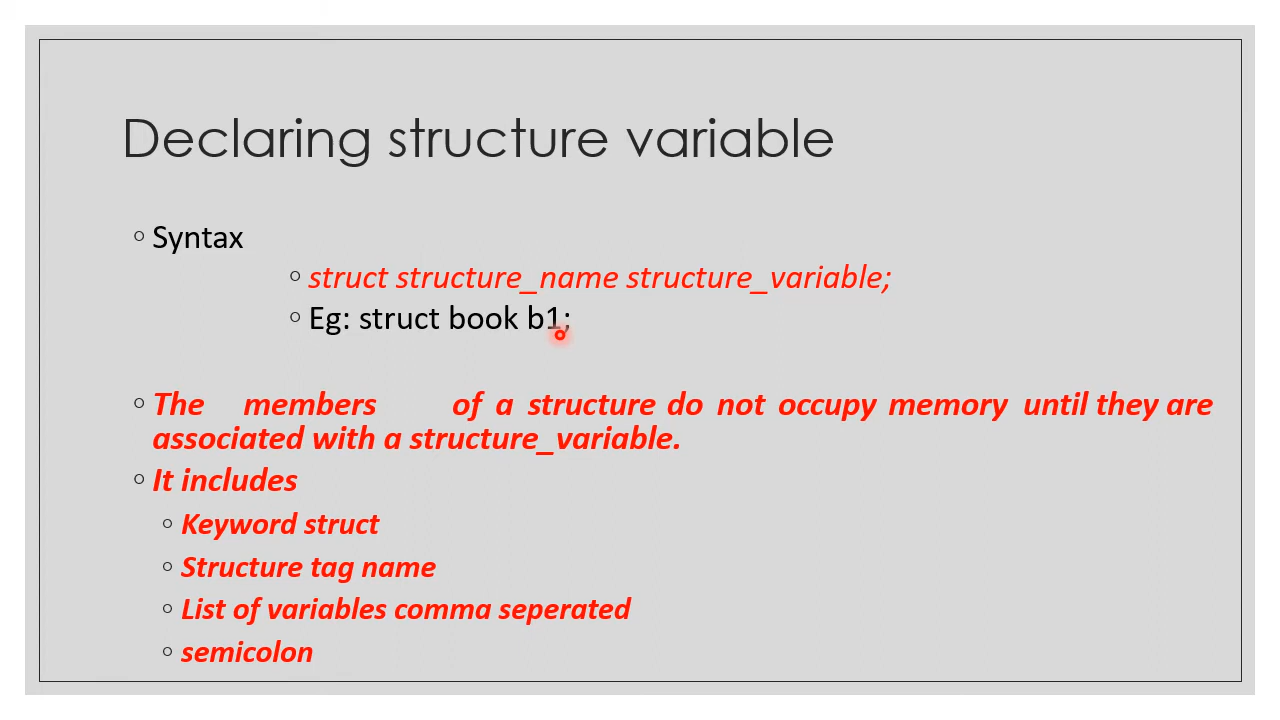 Declaring structure variable
Syntax
struct structure_name structure_variable;
Eg: struct book b1;
The members of a structure do not occupy memory until they are
associated with a structure_variable.
It includes
Keyword struct
Structure tag name
List of variables comma seperated
semicolon